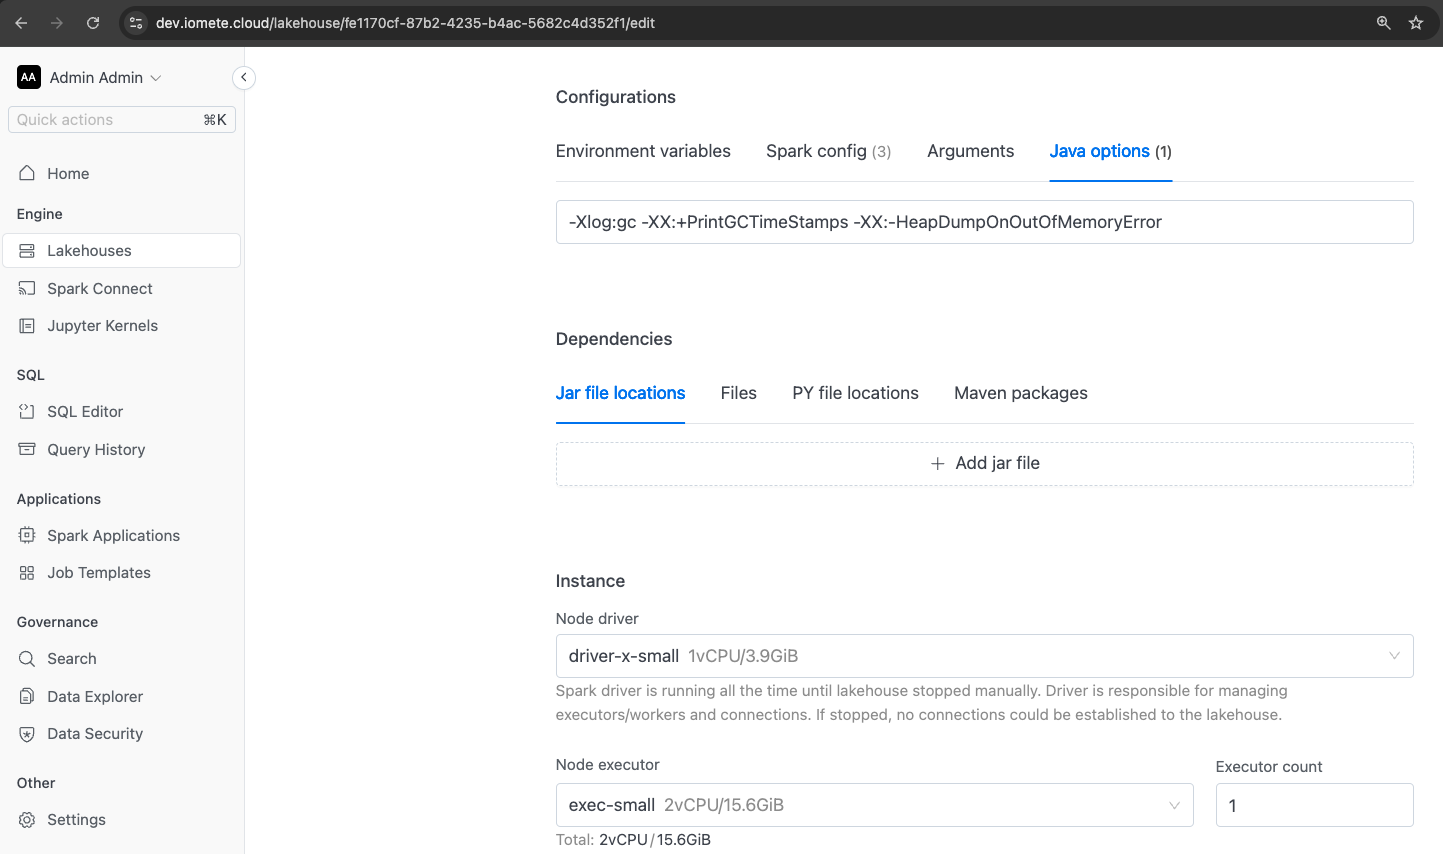 dev.iomete.cloud/lakehouse/fe1170cf-87b2-4235-b4ac-5682c4d352f1/edit
AA Admin Admin
Quick actions ⌘K
Home
Engine
Lakehouses
Spark Connect
Jupyter Kernels
SQL
SQL Editor
Query History
Applications
Spark Applications
Job Templates
Governance
Search
Data Explorer
Data Security
Other
Settings
Configurations
Environment variables Spark config (3) Arguments Java options (1)
-Xlog:gc -XX:+PrintGCTimeStamps -XX:-HeapDumpOnOutOfMemoryError
Dependencies
Jar file locations Files PY file locations Maven packages
+ Add jar file
Instance
Node driver
driver-x-small 1vCPU/3.9GiB
Spark driver is running all the time until lakehouse stopped manually. Driver is responsible for managing
executors/workers and connections. If stopped, no connections could be established to the lakehouse.
Node executor Executor count
exec-small 2vCPU/15.6GiB 1
Total: 2vCPU/15.6GiB